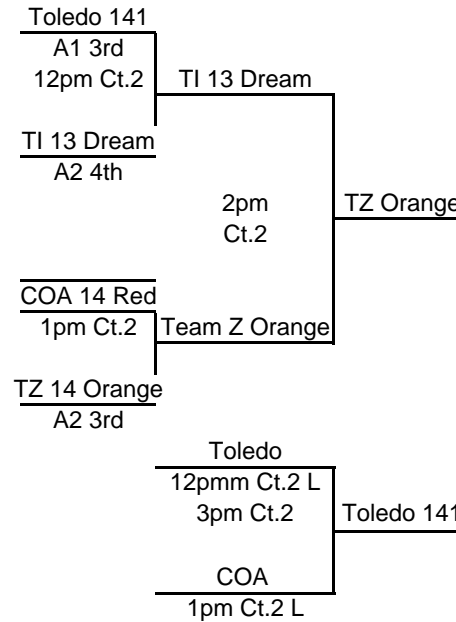 Toledo 141
A1 3rd
12pm Ct.2
TI 13 Dream
TI 13 Dream
A2 4th
2pm
Ct.2
TZ Orange
COA 14 Red
1pm Ct.2
Team Z Orange
TZ 14 Orange
A2 3rd
Toledo
12pmm Ct.2 L
3pm Ct.2
Toledo 141
COA
1pm Ct.2 L